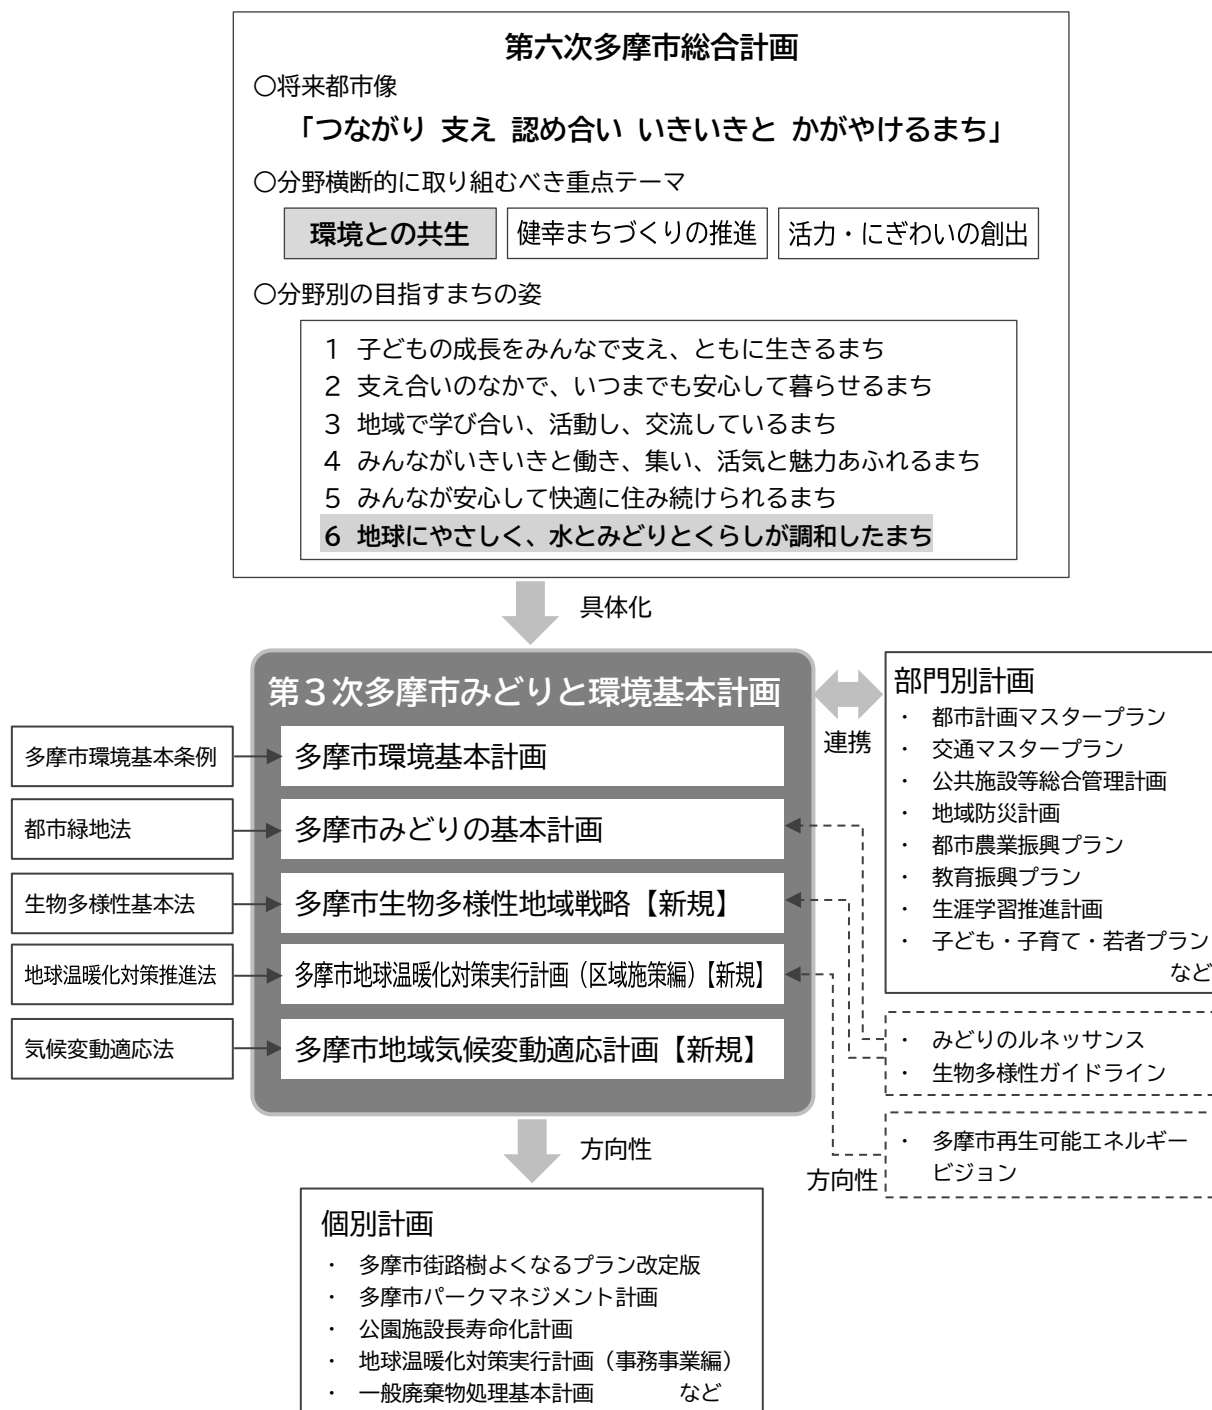 第六次多摩市総合計画
○将来都市像
「つながり 支え 認め合い いきいきと かがやけるまち」
○分野横断的に取り組むべき重点テーマ
環境との共生
健幸まちづくりの推進
活力・にぎわいの創出
○分野別の目指すまちの姿
1 子どもの成長をみんなで支え、ともに生きるまち
2 支え合いのなかで、いつまでも安心して暮らせるまち
3 地域で学び合い、活動し、交流しているまち
4 みんながいきいきと働き、集い、活気と魅力あふれるまち
5 みんなが安心して快適に住み続けられるまち
6 地球にやさしく、水とみどりとくらしが調和したまち
具体化
第3次多摩市みどりと環境基本計画
多摩市環境基本条例
多摩市環境基本計画
都市緑地法
多摩市みどりの基本計画
生物多様性基本法
多摩市生物多様性地域戦略【新規】
地球温暖化対策推進法
多摩市地球温暖化対策実行計画（区域施策編）【新規】
気候変動適応法
多摩市地域気候変動適応計画【新規】
連携
部門別計画
・ 都市計画マスタープラン
・ 交通マスタープラン
・ 公共施設等総合管理計画
・ 地域防災計画
・ 都市農業振興プラン
・ 教育振興プラン
・ 生涯学習推進計画
・ 子ども・子育て・若者プラン
など
・ みどりのルネッサンス
・ 生物多様性ガイドライン
・ 多摩市再生可能エネルギー
ビジョン
方向性
方向性
個別計画
・ 多摩市街路樹よくなるプラン改定版
・ 多摩市パークマネジメント計画
・ 公園施設長寿命化計画
・ 地球温暖化対策実行計画（事務事業編）
・ 一般廃棄物処理基本計画 など